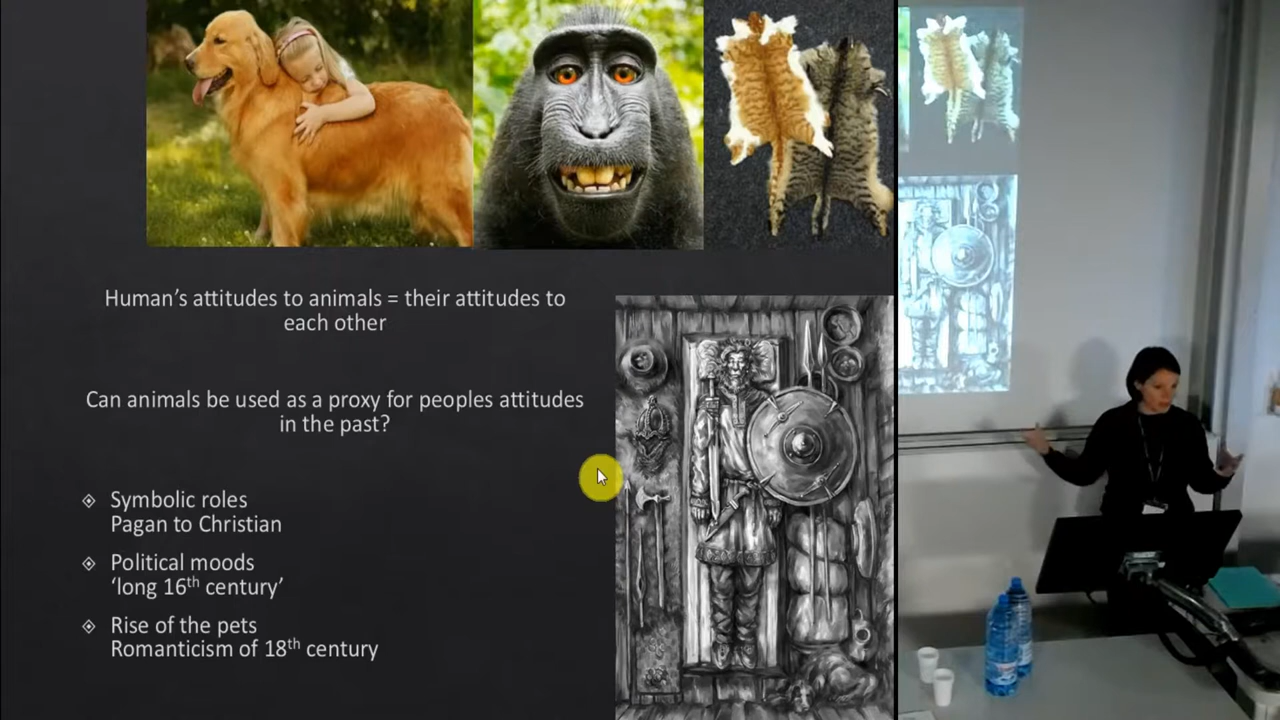 Human's attitudes to animals = their attitudes to
each other
Can animals be used as a proxy for peoples attitudes
in the past?
Symbolic roles
Pagan to Christian
Political moods
‘long 16th century’
Rise of the pets
Romanticism of 18th century